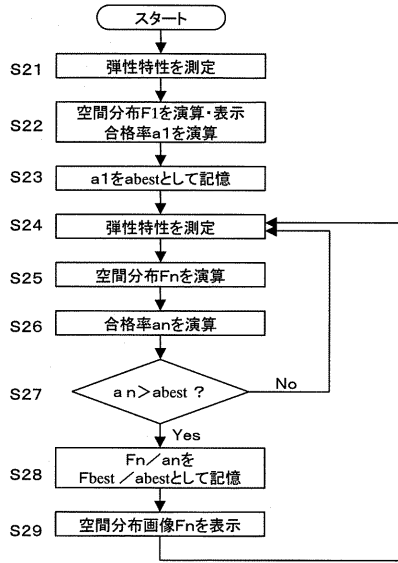 スタート
S21
弾性特性を測定
S22
空間分布F1を演算・表示
合格率a1を演算
S23
a1をabestとして記憶
S24
弾性特性を測定
S25
空間分布Fnを演算
S26
合格率anを演算
S27
an>abest ?
No
Yes
S28
Fn/anを
Fbest/abestとして記憶
S29
空間分布画像Fnを表示